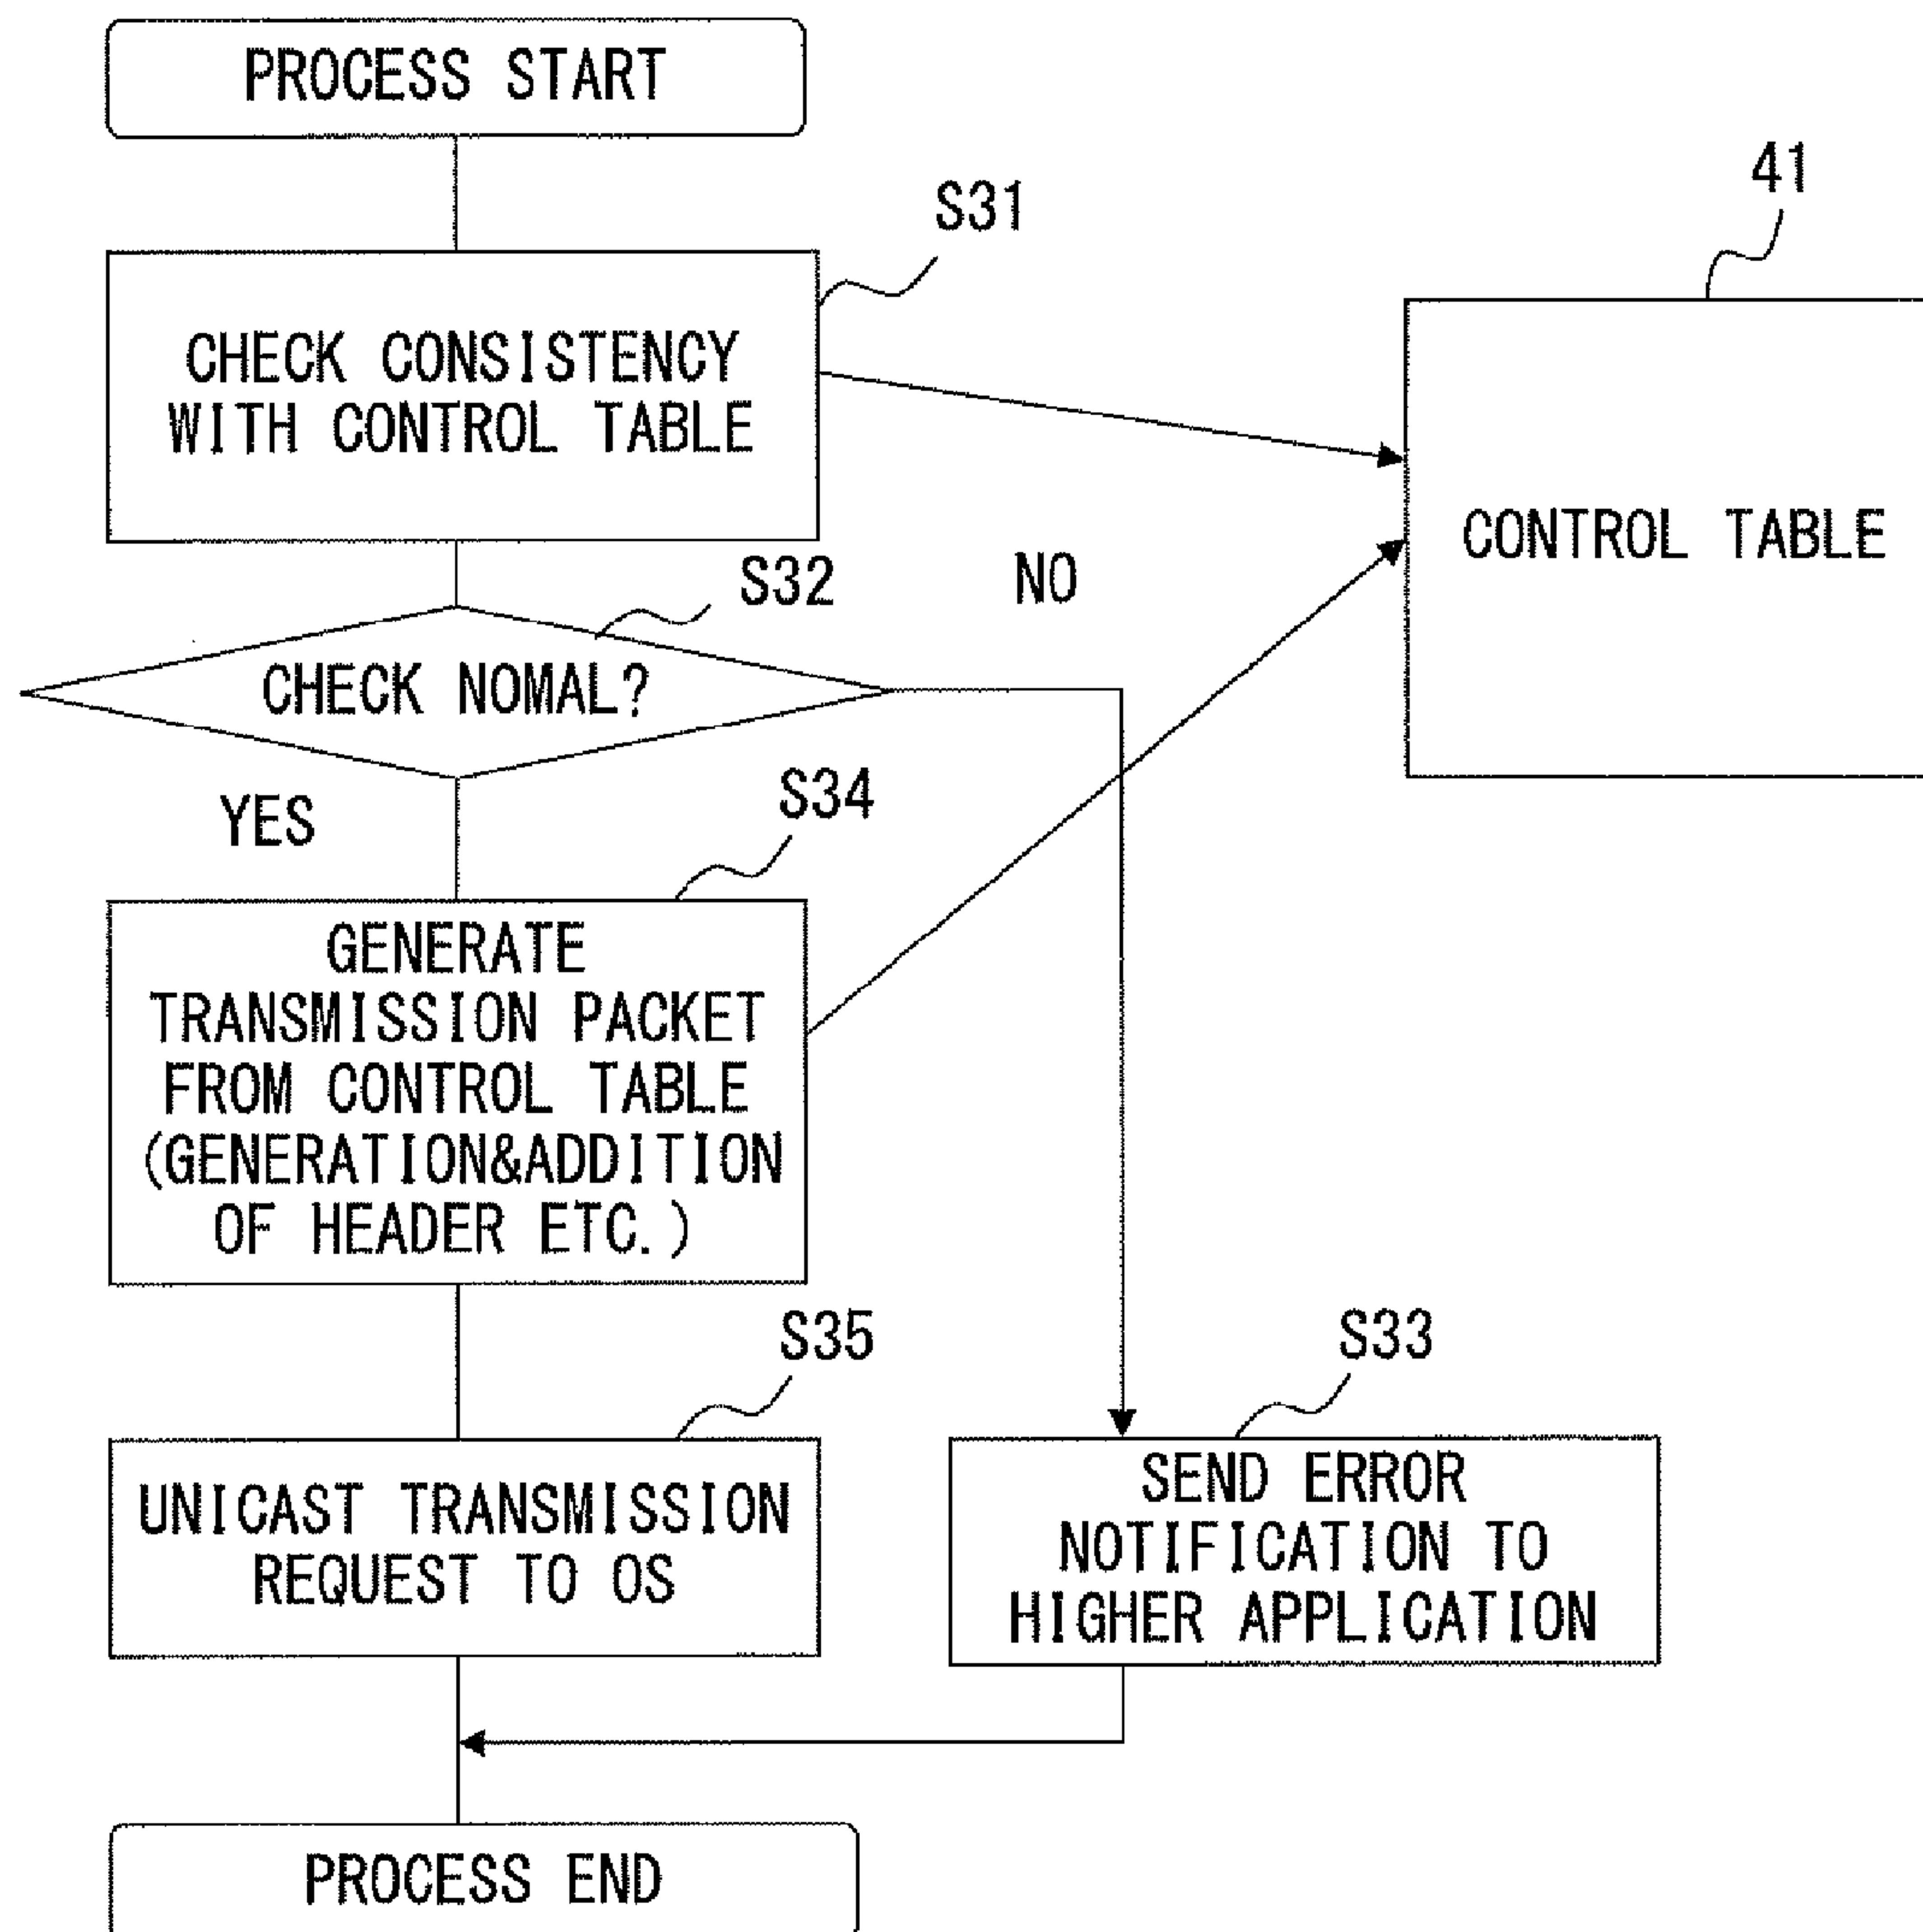 PROCESS START
S31
41
CHECK CONSISTENCY
WITH CONTROL TABLE
CONTROL TABLE
S32
NO
CHECK NOMAL?
YES
S34
GENERATE
TRANSMISSION PACKET
FROM CONTROL TABLE
(GENERATION&ADDITION
OF HEADER ETC.)
S35
S33
UNICAST TRANSMISSION
REQUEST TO OS
SEND ERROR
NOTIFICATION TO
HIGHER APPLICATION
PROCESS END